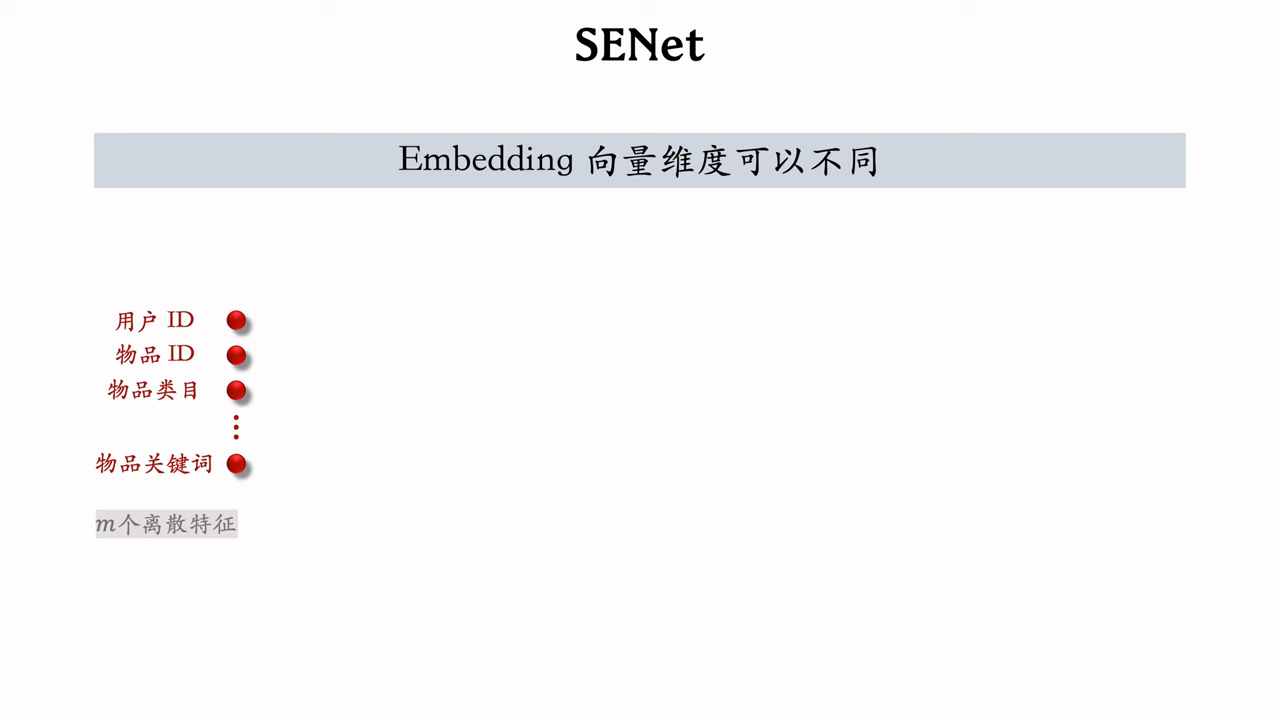 SENet
Embedding 向量维度可以不同
用户 ID
物品 ID
物品类目
物品关键词
m个离散特征